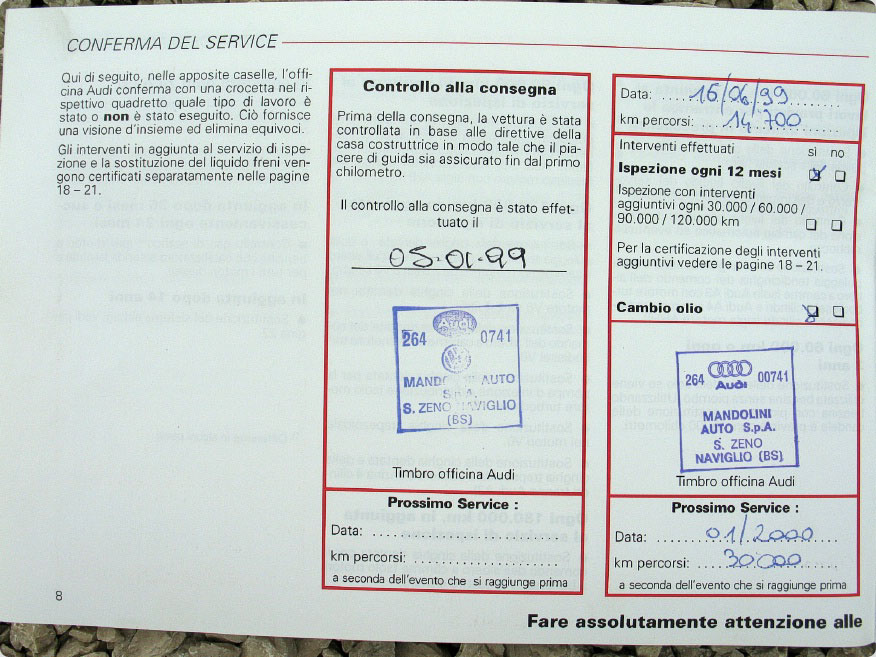 CONFERMA DEL SERVICE
Qui di seguito, nelle apposite caselle, l'offi-
cina Audi conferma con una crocetta nel ri-
spettivo quadretto quale tipo di lavoro è
stato o non è stato eseguito. Ciò fornisce
una visione d'insieme ed elimina equivoci.
Gli interventi in aggiunta al servizio di ispe-
zione e la sostituzione del liquido freni ven-
gono certificati separatamente nelle pagine
18 – 21.
8
Controllo alla consegna
Prima della consegna, la vettura è stata
controllata in base alle direttive della
casa costruttrice in modo tale che il pia-
cere di guida sia assicurato fin dal primo
chilometro.
Il controllo alla consegna è stato effet-
tuato il
05-01-99
264 0741
AUTO
S.p.A.
S. ZENO NAVIGLIO
(BS)
Timbro officina Audi
Prossimo Service :
Data:
km percorsi:
a seconda dell'evento che si raggiunge prima
Data: 16/06/99
km percorsi: 14 700
Interventi effettuati si no
Ispezione ogni 12 mesi
Ispezione con interventi
aggiuntivi ogni 30.000 / 60.000 /
90.000 / 120.000 km
Per la certificazione degli interventi
aggiuntivi vedere le pagine 18 – 21.
Cambio olio
264 Audi 00741
MANDOLINI
AUTO S.p.A.
S. ZENO
NAVIGLIO (BS)
Timbro officina Audi
Prossimo Service :
Data: 01/2000
km percorsi: 30000
a seconda dell'evento che si raggiunge prima
Fare assolutamente attenzione alle